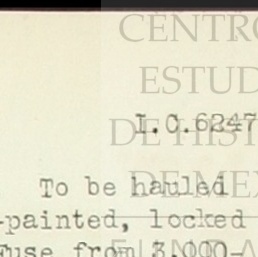 CENTRO
ESTUD
I.C.6247
DE HIST
To be hauled
DE MEX
-painted, locked
Fuse from 3,000-